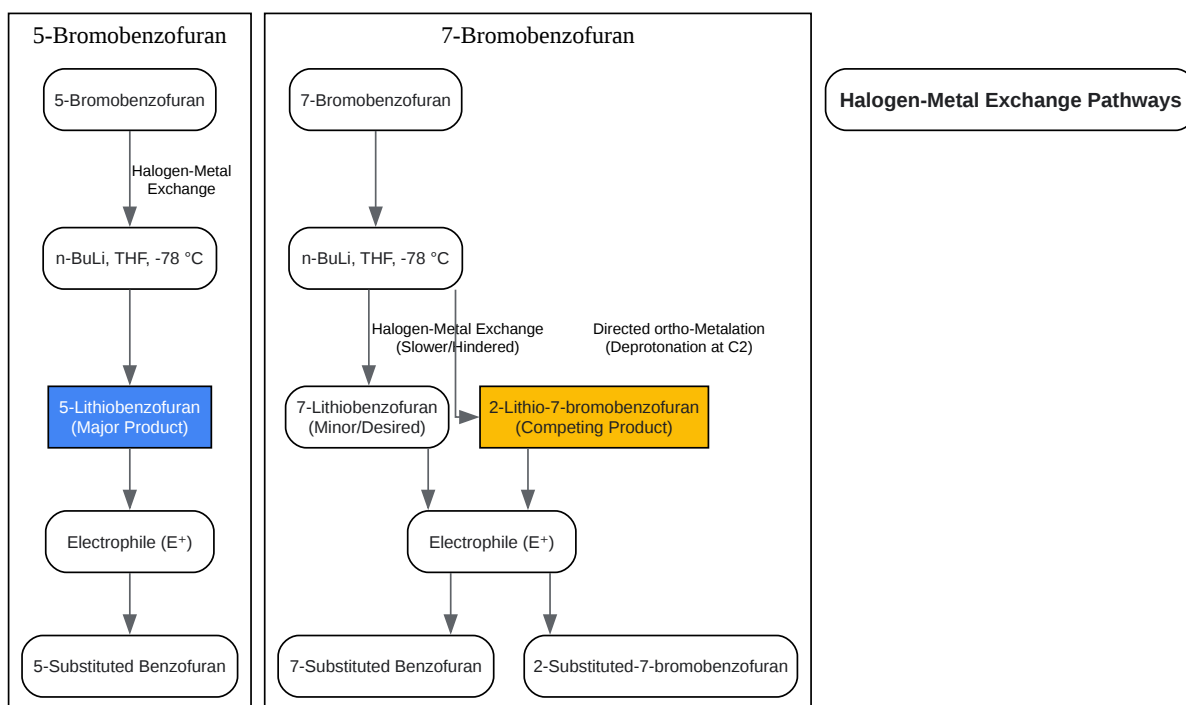 5-Bromobenzofuran
7-Bromobenzofuran
Halogen-Metal Exchange Pathways
5-Bromobenzofuran
Halogen-Metal
Exchange
n-BuLi, THF, -78 °C
5-Lithiobenzofuran
(Major Product)
Electrophile (E⁺)
5-Substituted Benzofuran
7-Bromobenzofuran
n-BuLi, THF, -78 °C
Halogen-Metal Exchange
(Slower/Hindered)
Directed ortho-Metalation
(Deprotonation at C2)
7-Lithiobenzofuran
(Minor/Desired)
2-Lithio-7-bromobenzofuran
(Competing Product)
Electrophile (E⁺)
7-Substituted Benzofuran
2-Substituted-7-bromobenzofuran